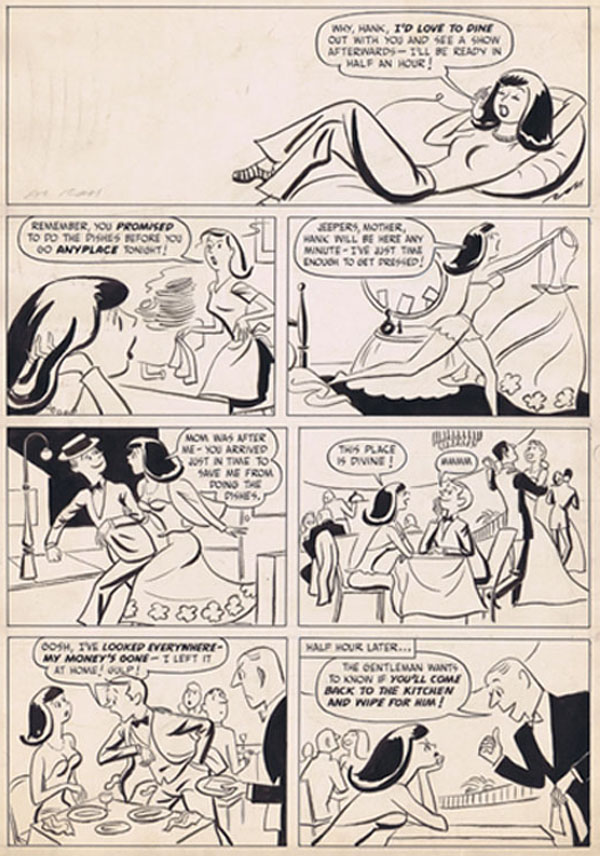 WHY, HANK, I'D LOVE TO DINE
OUT WITH YOU AND SEE A SHOW
AFTERWARDS — I'LL BE READY IN
HALF AN HOUR!
REMEMBER, YOU PROMISED
TO DO THE DISHES BEFORE YOU
GO ANYPLACE TONIGHT!
JEEPERS, MOTHER,
HANK WILL BE HERE ANY
MINUTE — I'VE JUST TIME
ENOUGH TO GET DRESSED!
MOM WAS AFTER
ME — YOU ARRIVED
JUST IN TIME TO
SAVE ME FROM
DOING THE
DISHES.
THIS PLACE
IS DIVINE!
MMMM
GOSH, I'VE LOOKED EVERYWHERE —
MY MONEY'S GONE — I LEFT IT
AT HOME! GULP!
HALF HOUR LATER...
THE GENTLEMAN WANTS
TO KNOW IF YOU'LL COME
BACK TO THE KITCHEN
AND WIPE FOR HIM!